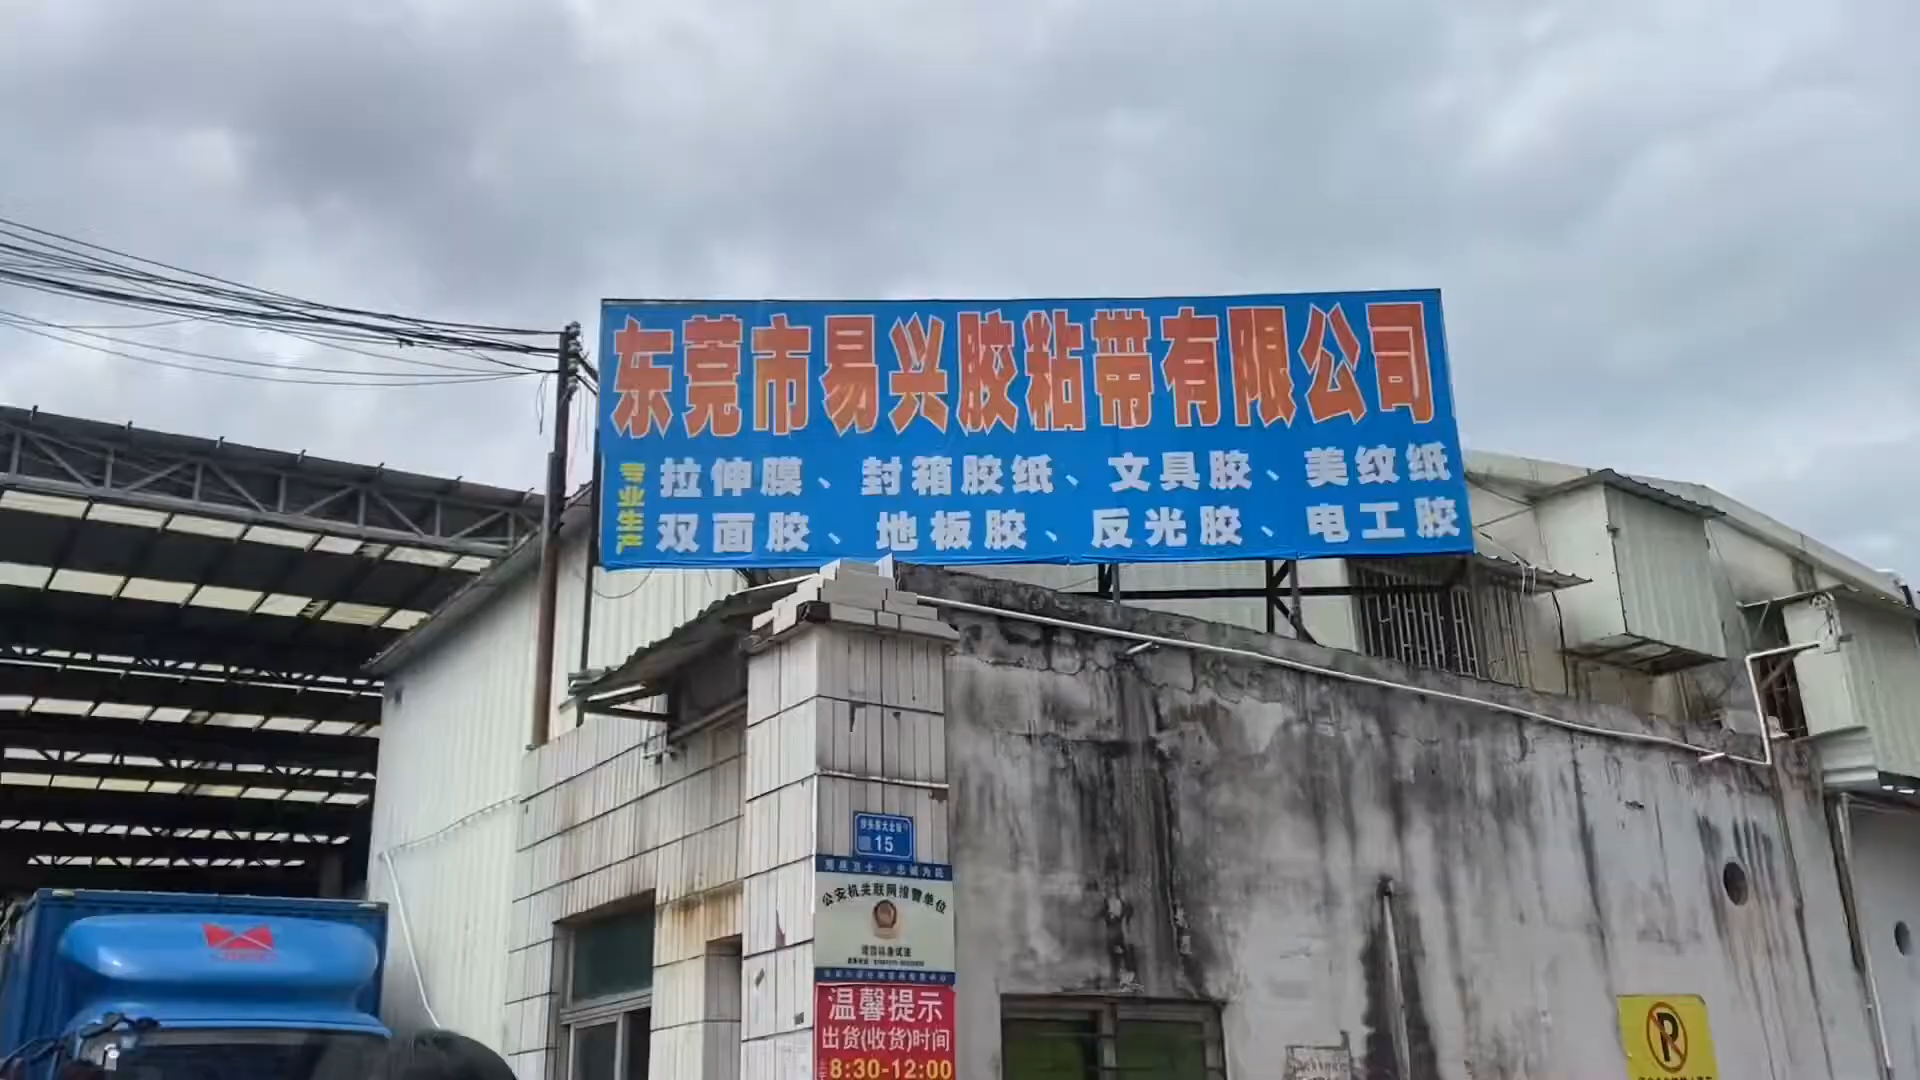 东莞市易兴胶粘带有限公司
专业生产
拉伸膜、封箱胶纸、文具胶、美纹纸
双面胶、地板胶、反光胶、电工胶
15
公安机关联网报警单位
温馨提示
出货(收货)时间
8:30-12:00
P